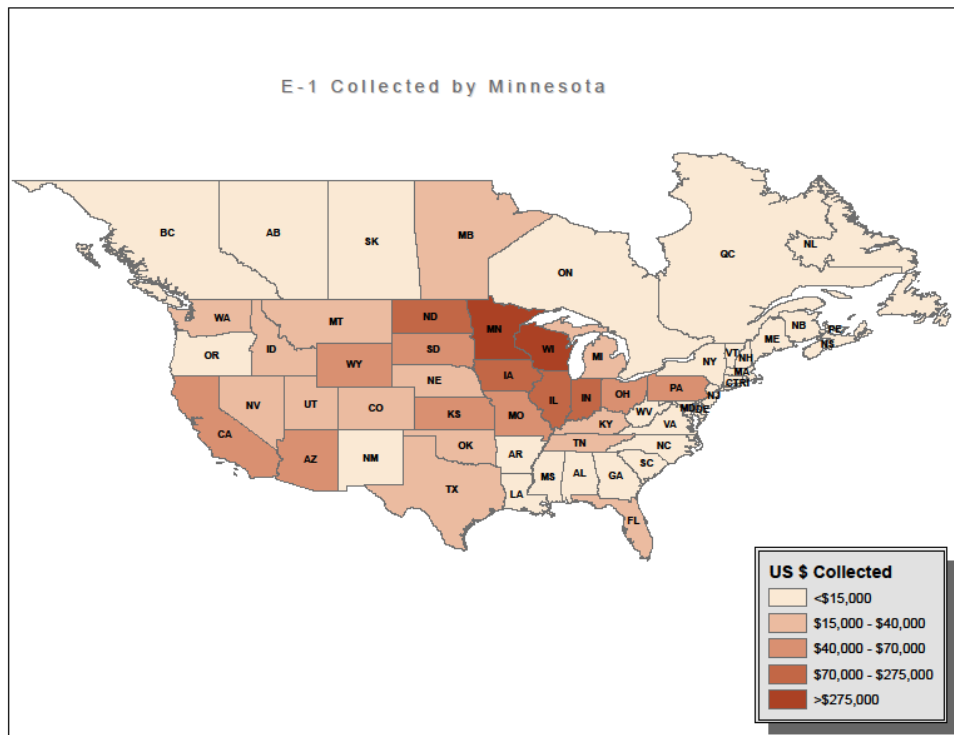 E-1 Collected by Minnesota
BC
AB
SK
MB
ON
QC
NL
WA
MT
ND
MN
OR
ID
WY
SD
WI
MI
NY
VT
NH
ME
NB
PE
NS
MA
CT
RI
NV
UT
CO
NE
IA
IL
IN
OH
PA
NJ
CA
AZ
NM
KS
MO
KY
WV
MD
DE
VA
OK
AR
TN
NC
TX
LA
MS
AL
GA
SC
FL
US $ Collected
<$15,000
$15,000 - $40,000
$40,000 - $70,000
$70,000 - $275,000
>$275,000